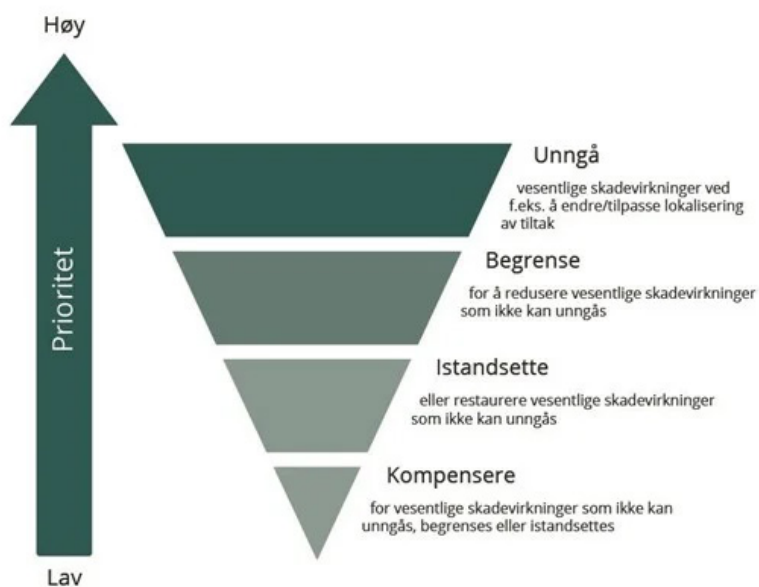 Høy
Prioritet
Unngå
vesentlige skadevirkninger ved
f.eks. å endre/tilpasse lokalisering
av tiltak
Begrense
for å redusere vesentlige skadevirkninger
som ikke kan unngås
Istandsette
eller restaurere vesentlige skadevirkninger
som ikke kan unngås
Kompensere
for vesentlige skadevirkninger som ikke kan
unngås, begrenses eller istandsettes
Lav